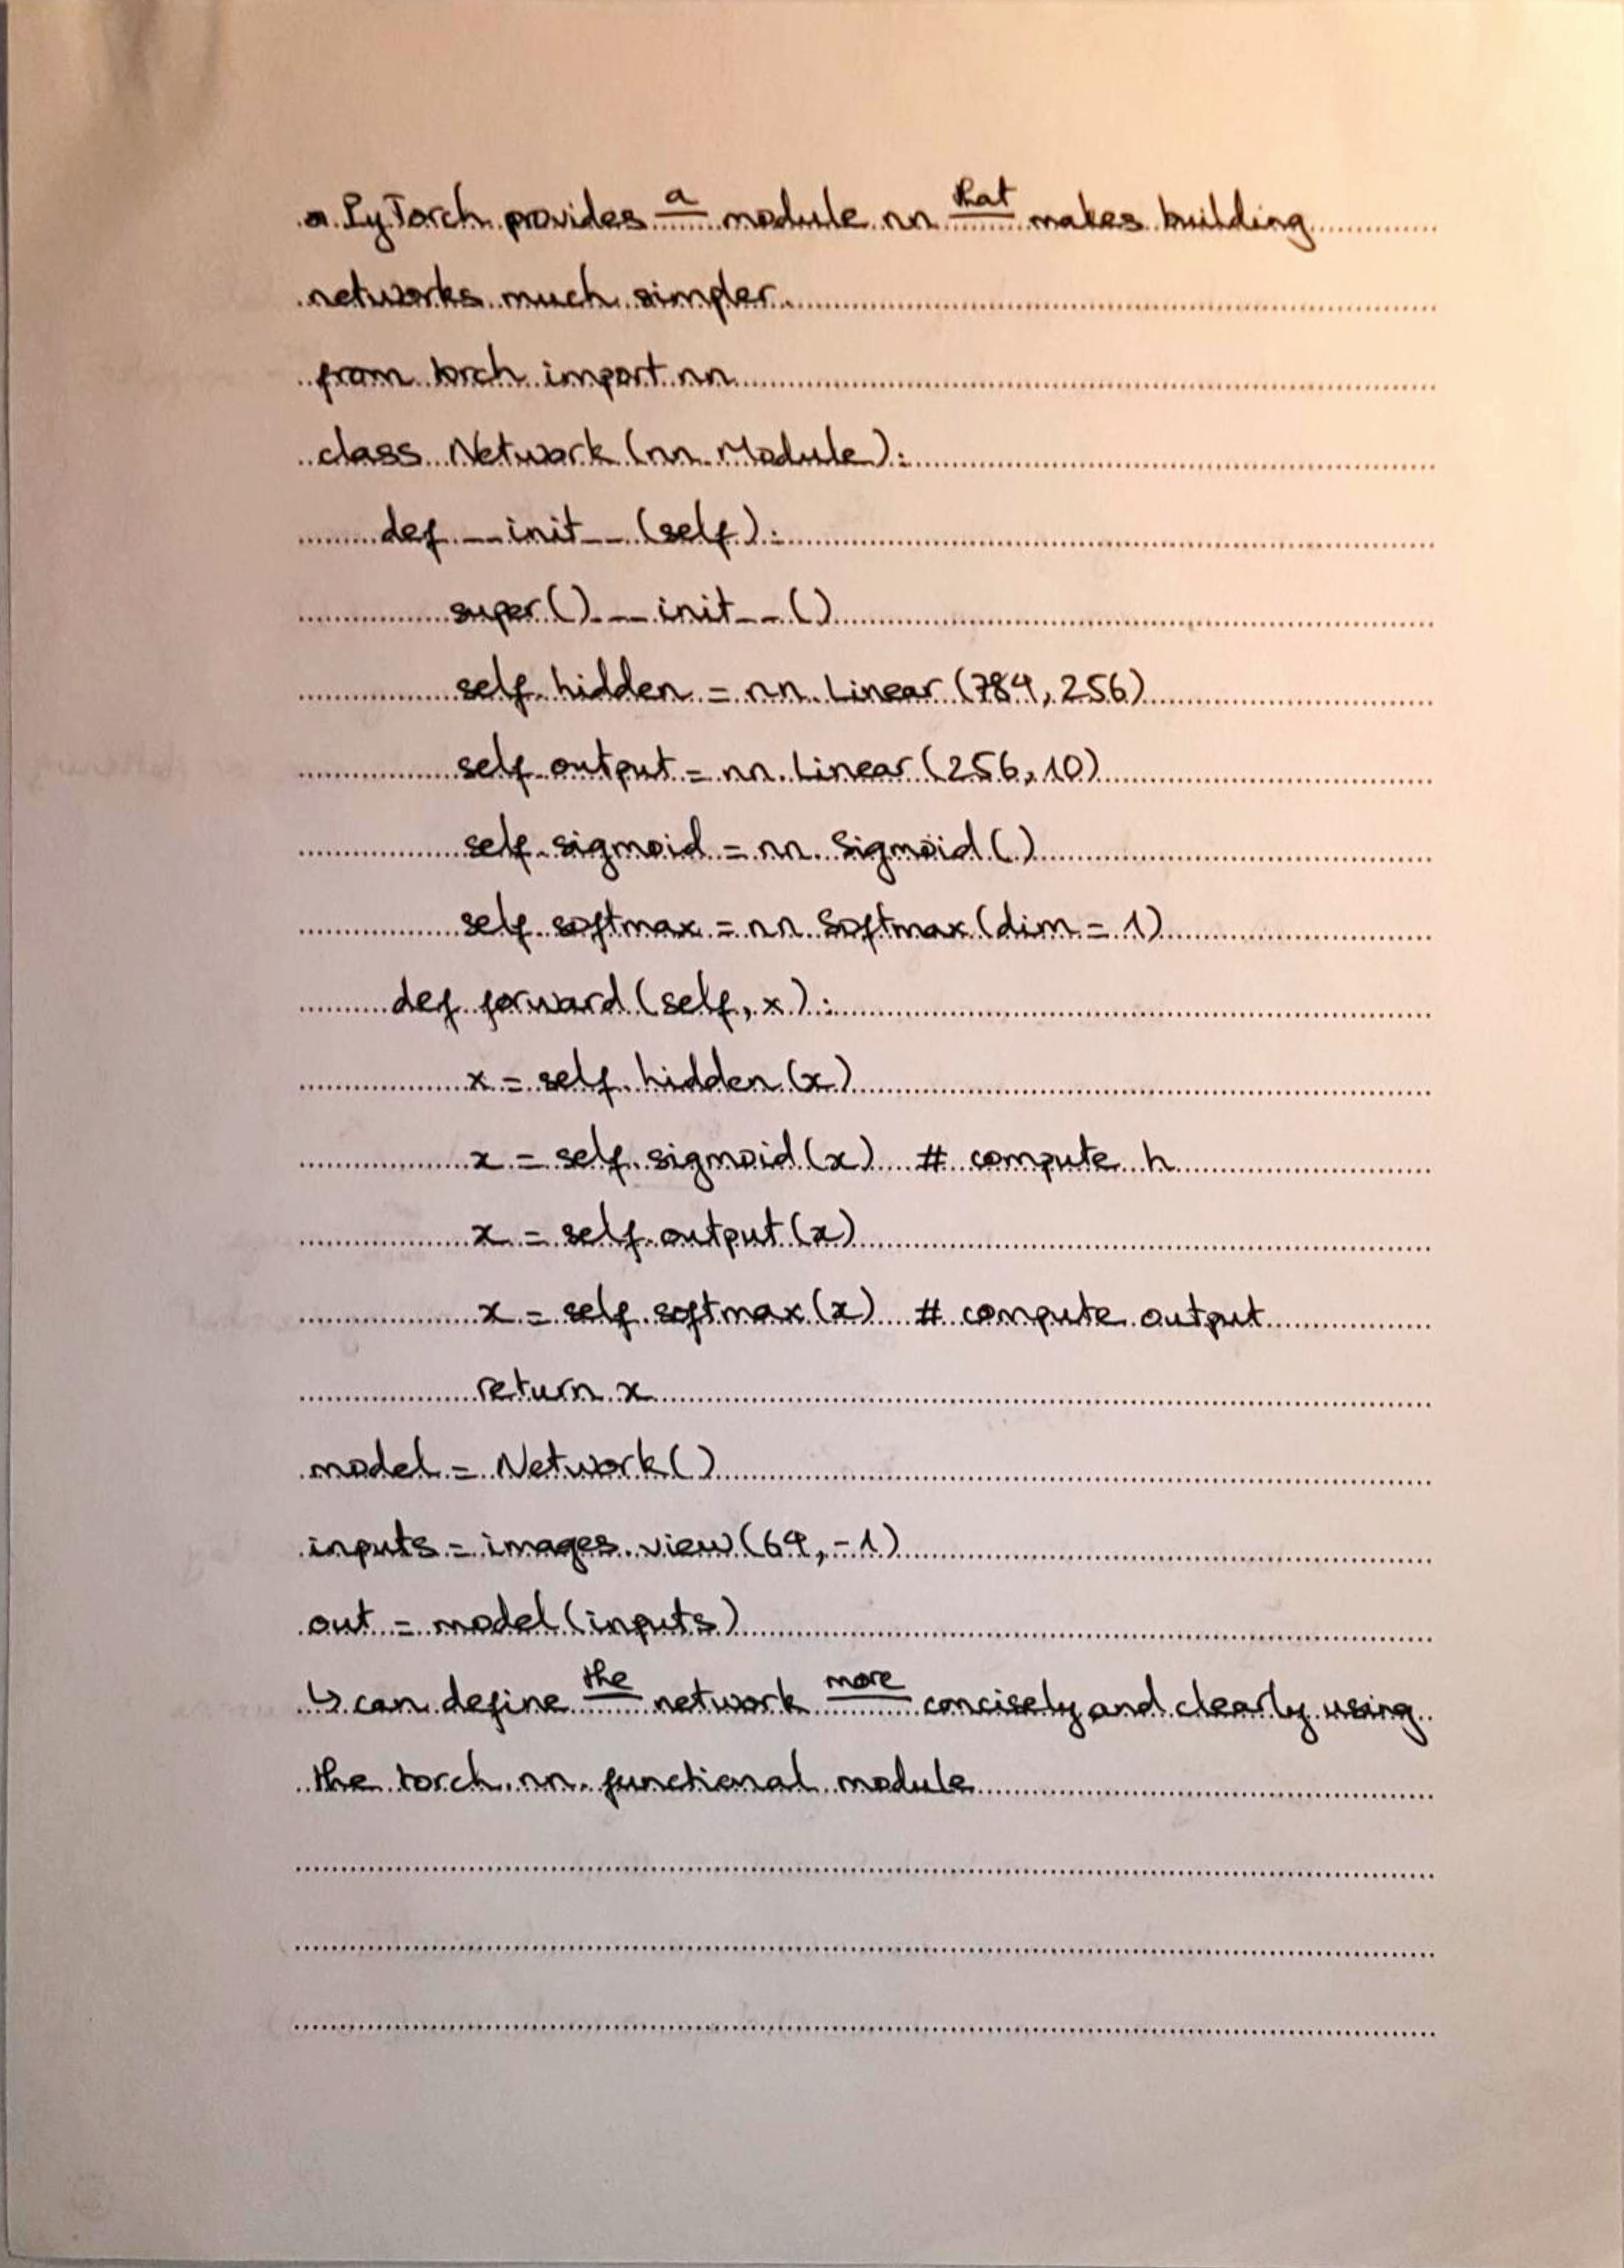 PyTorch provides a module nn that makes building
networks much simpler.
from torch import nn
class Network (nn.Module):
def __init__ (self):
super().__init__()
self.hidden = nn.Linear (784, 256)
self.output = nn.Linear (256, 10)
self.sigmoid = nn.Sigmoid()
self.softmax = nn.Softmax (dim = 1)
def forward (self, x):
x = self.hidden (x)
x = self.sigmoid (x) # compute h
x = self.output (x)
x = self.softmax (x) # compute output
return x
model = Network()
inputs = images.view (64, -1)
out = model (inputs)
↳ can define the network more concisely and clearly using
the torch.nn.functional module